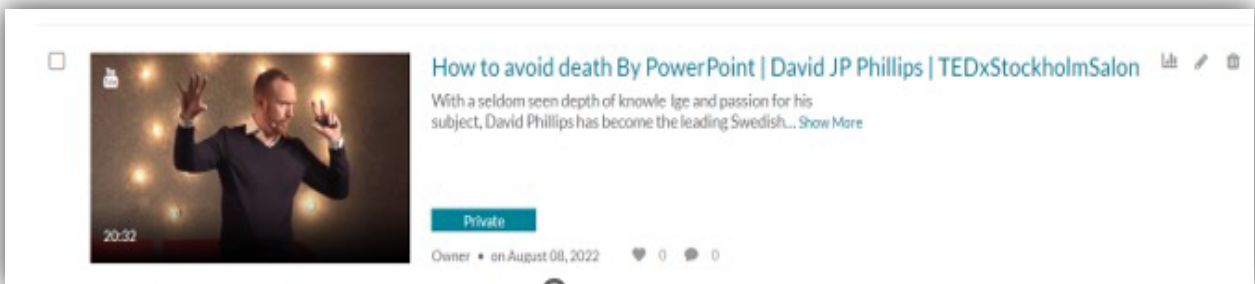 You
Tube
How to avoid death By PowerPoint | David JP Phillips | TEDxStockholmSalon
With a seldom seen depth of knowle lge and passion for his
subject, David Phillips has become the leading Swedish... Show More
20:32
Private
Owner • on August 08, 2022 0 0